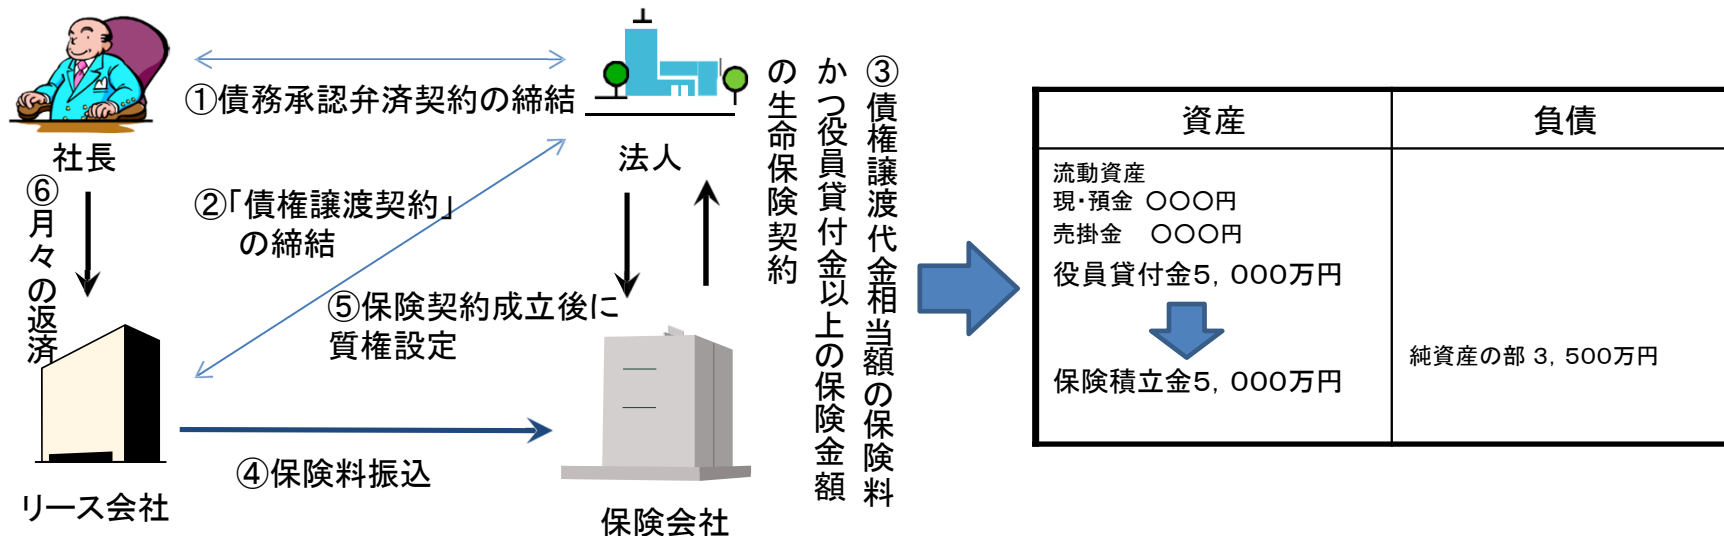 ①債務承認弁済契約の締結
社長
法人
②「債権譲渡契約」
の締結
③債権譲渡代金相当額の保険料
かつ役員貸付金以上の保険金額
の生命保険契約
⑥月々の返済
⑤保険契約成立後に
質権設定
④保険料振込
リース会社
保険会社
資産
負債
流動資産
現・預金 〇〇〇円
売掛金 〇〇〇円
役員貸付金5，000万円
保険積立金5，000万円
純資産の部 3，500万円